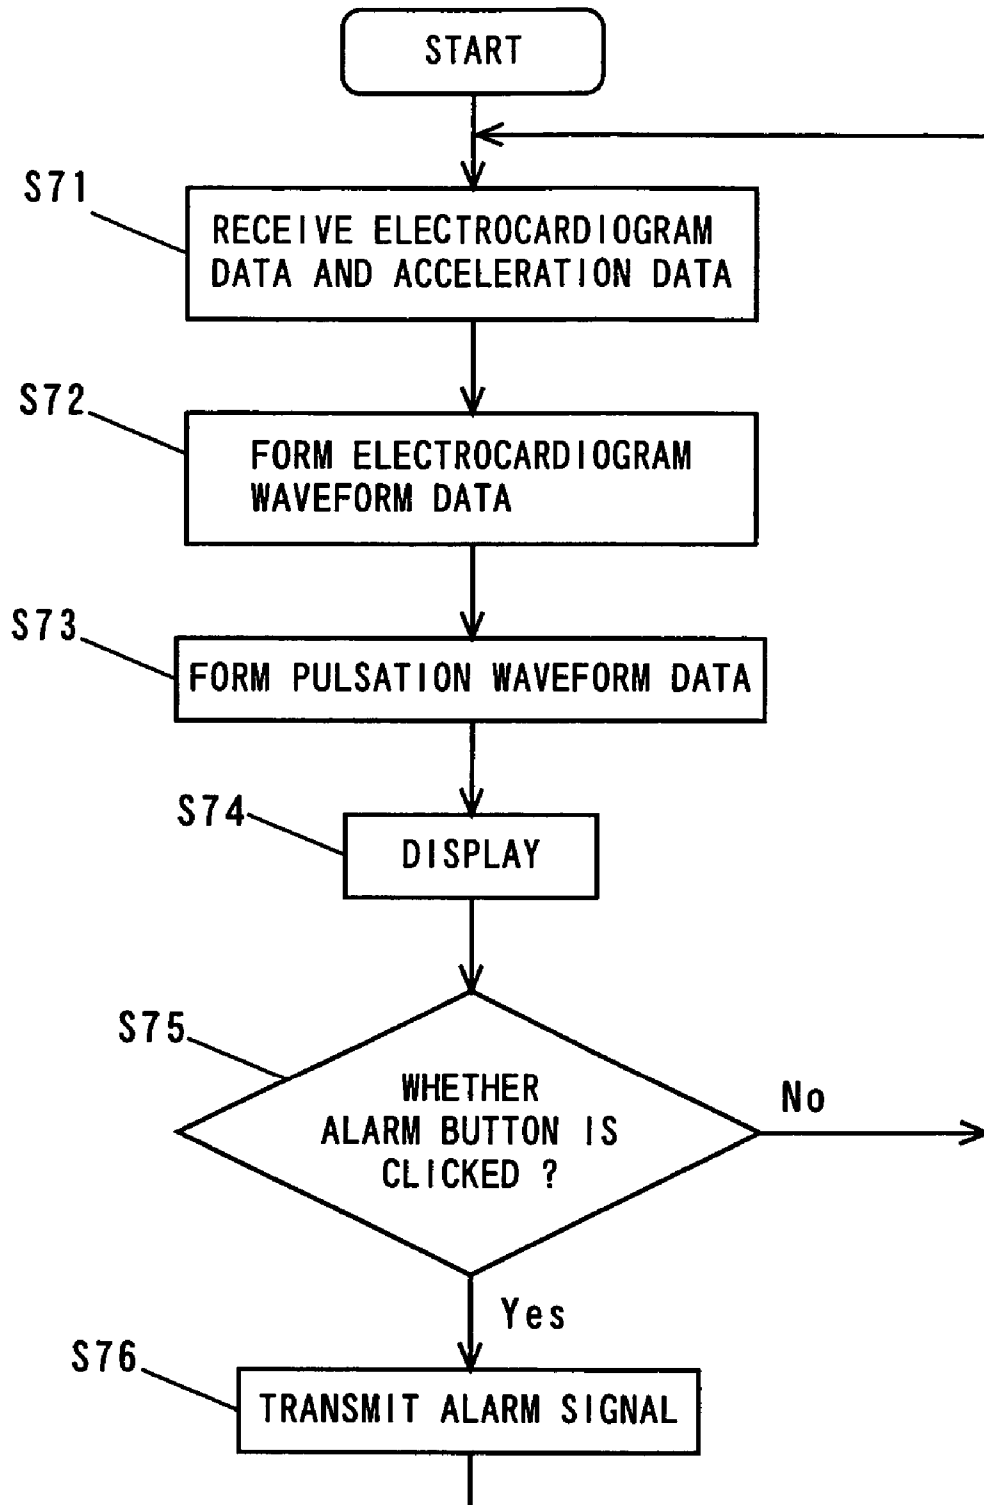 START
S71
RECEIVE ELECTROCARDIOGRAM
DATA AND ACCELERATION DATA
S72
FORM ELECTROCARDIOGRAM
WAVEFORM DATA
S73
FORM PULSATION WAVEFORM DATA
S74
DISPLAY
S75
WHETHER
ALARM BUTTON IS
CLICKED ?
No
Yes
S76
TRANSMIT ALARM SIGNAL